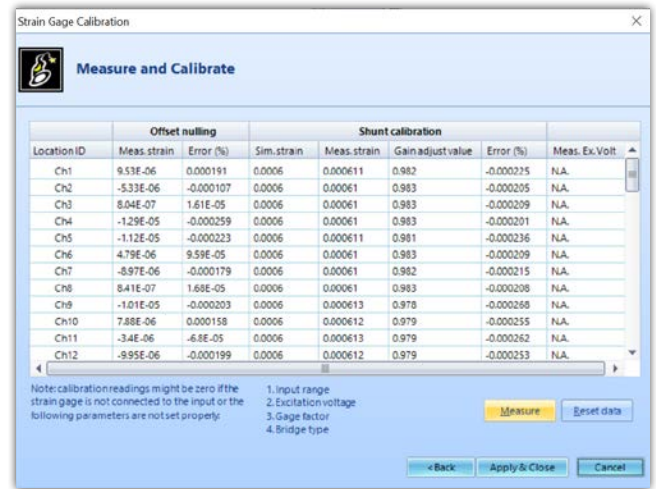 Strain Gage Calibration
Measure and Calibrate
Offset nulling Shunt calibration
Location ID Meas. strain Error (%) Sim. strain Meas. strain Gain adjust value Error (%) Meas. Ex. Volt
Ch1 9.53E-06 0.000191 0.0006 0.000611 0.982 -0.000225 N.A.
Ch2 -5.33E-06 -0.000107 0.0006 0.00061 0.983 -0.000205 N.A.
Ch3 8.04E-07 1.61E-05 0.0006 0.00061 0.983 -0.000209 N.A.
Ch4 -1.29E-05 -0.000259 0.0006 0.00061 0.983 -0.000201 N.A.
Ch5 -1.12E-05 -0.000223 0.0006 0.000611 0.981 -0.000236 N.A.
Ch6 4.79E-06 9.59E-05 0.0006 0.00061 0.983 -0.000209 N.A.
Ch7 -8.97E-06 -0.000179 0.0006 0.00061 0.982 -0.000215 N.A.
Ch8 8.41E-07 1.68E-05 0.0006 0.00061 0.983 -0.000208 N.A.
Ch9 -1.01E-05 -0.000203 0.0006 0.000613 0.978 -0.000268 N.A.
Ch10 7.88E-06 0.000158 0.0006 0.000612 0.979 -0.000255 N.A.
Ch11 -3.4E-06 -6.8E-05 0.0006 0.000613 0.979 -0.000262 N.A.
Ch12 -9.95E-06 -0.000199 0.0006 0.000612 0.979 -0.000253 N.A.
Note: calibration readings might be zero if the
strain gage is not connected to the input or the
following parameters are not set properly:
1. Input range
2. Excitation voltage
3. Gage factor
4. Bridge type
Measure Reset data
< Back Apply & Close Cancel